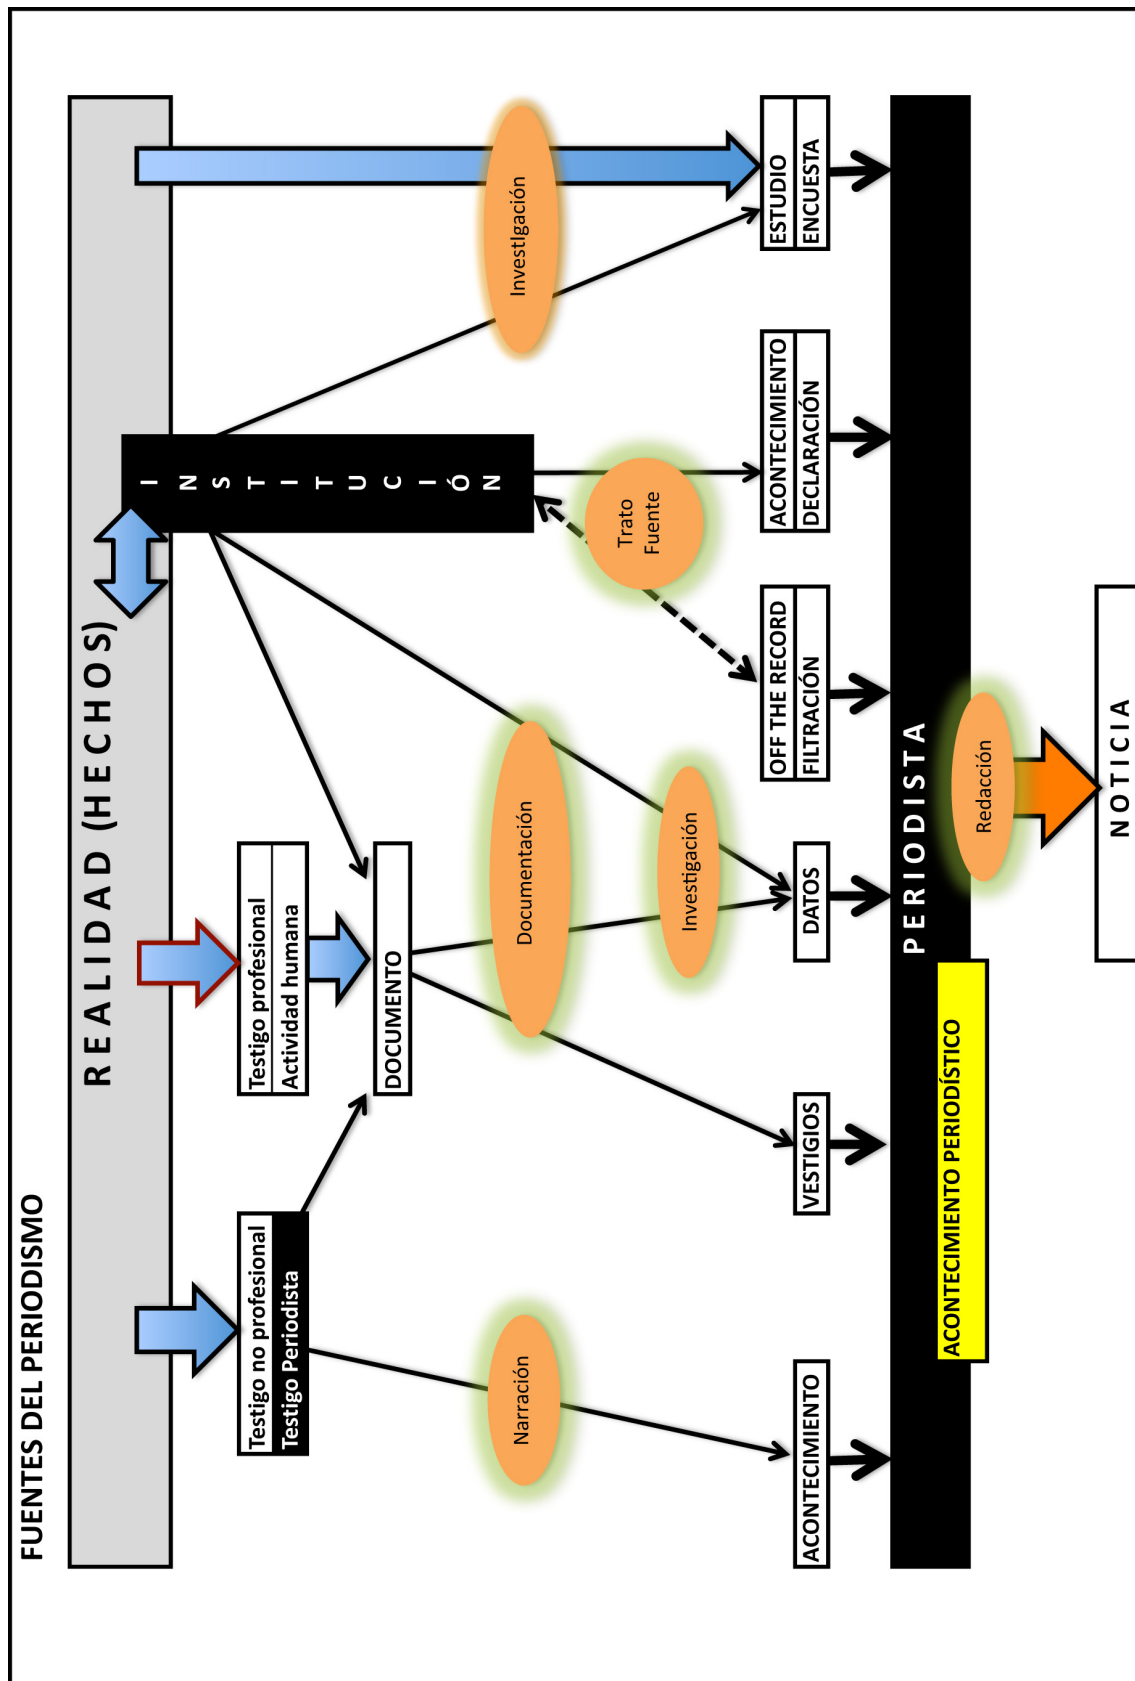 FUENTES DEL PERIODISMO
REALIDAD (HECHOS)
Testigo no profesional
Testigo Periodista
Testigo profesional
Actividad humana
DOCUMENTO
INSTITUCIÓN
Narración
Documentación
Investigación
Trato
Fuente
Investigación
ACONTECIMIENTO
VESTIGIOS
DATOS
OFF THE RECORD
FILTRACIÓN
ACONTECIMIENTO
DECLARACIÓN
ESTUDIO
ENCUESTA
PERIODISTA
ACONTECIMIENTO PERIODÍSTICO
Redacción
NOTICIA